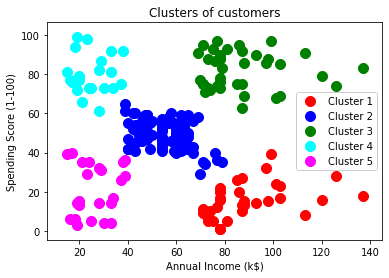 Clusters of customers
100
80
60
40
20
0
Spending Score (1-100)
Cluster 1
Cluster 2
Cluster 3
Cluster 4
Cluster 5
20 40 60 80 100 120 140
Annual Income (k$)